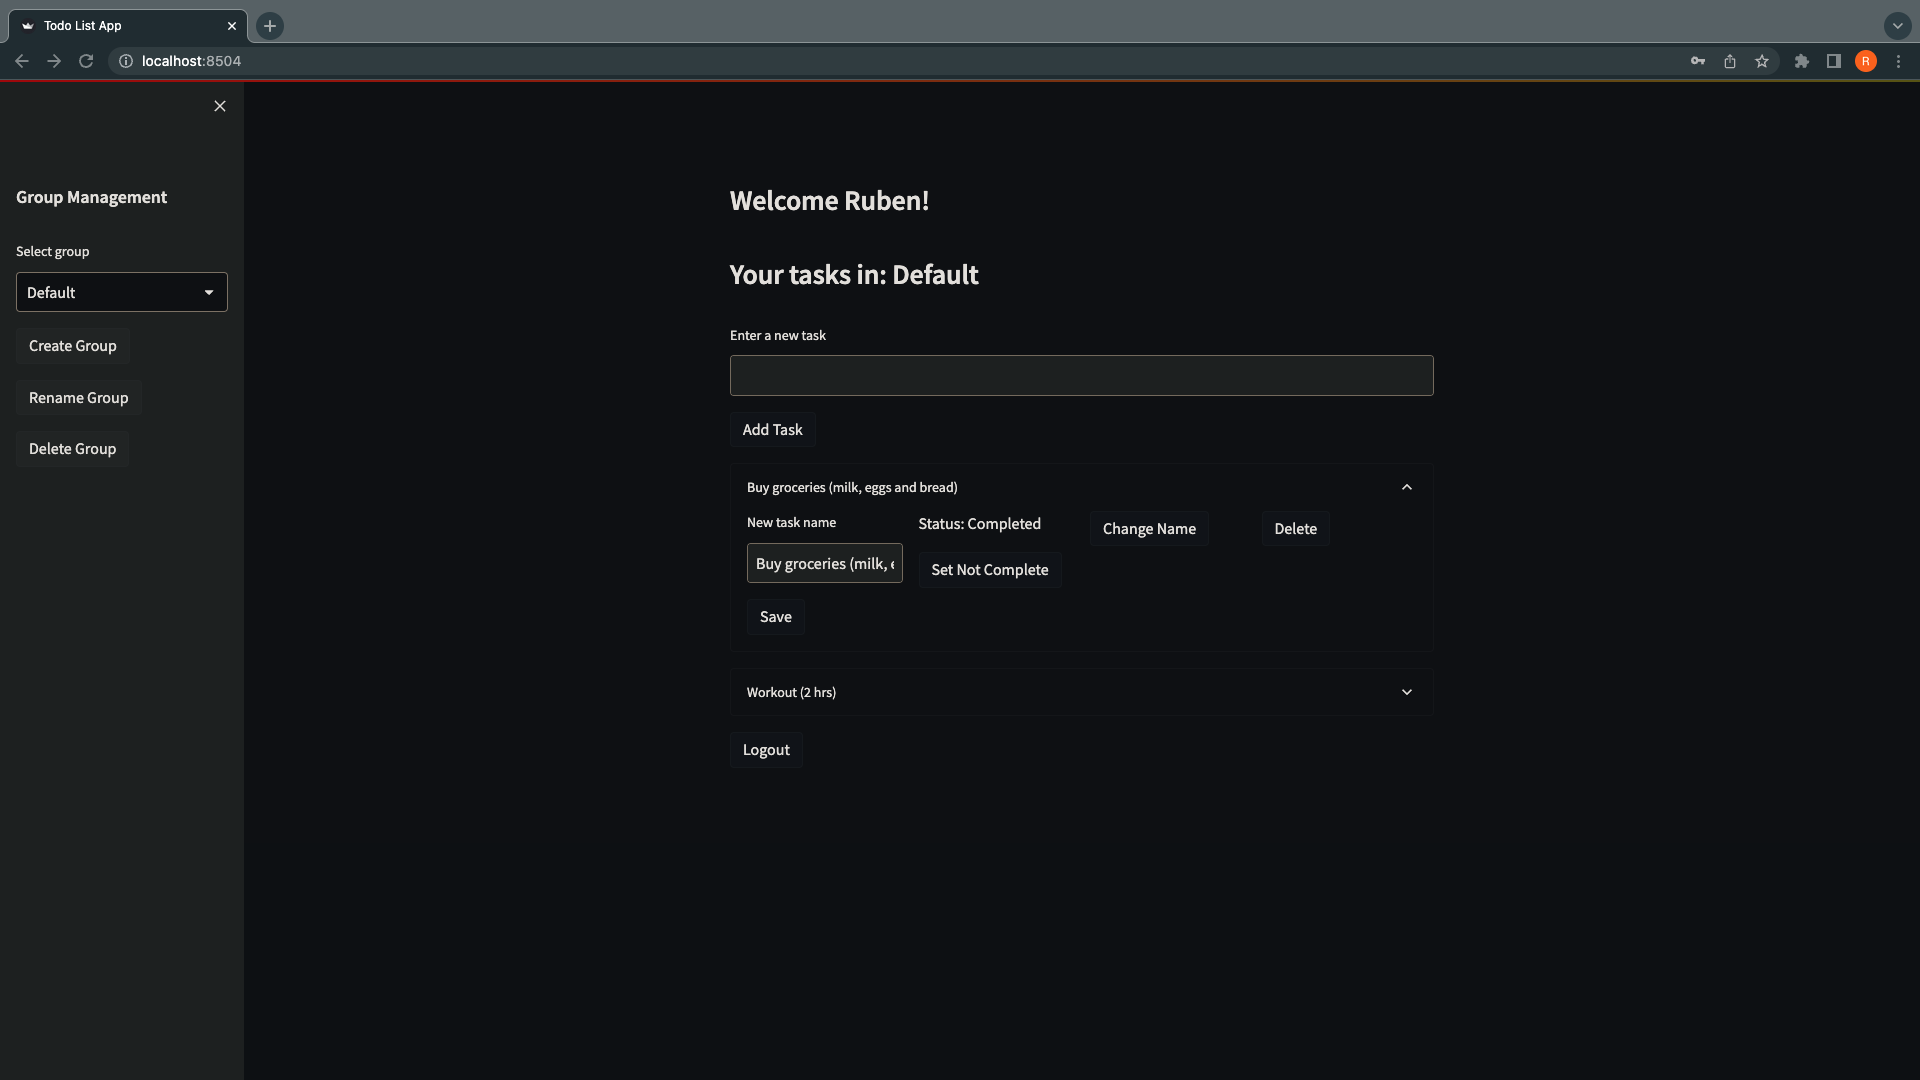 Todo List App
localhost:8504
R
Group Management
Select group
Default
Create Group
Rename Group
Delete Group
Welcome Ruben!
Your tasks in: Default
Enter a new task
Add Task
Buy groceries (milk, eggs and bread)
New task name
Buy groceries (milk,
Save
Status: Completed
Set Not Complete
Change Name
Delete
Workout (2 hrs)
Logout